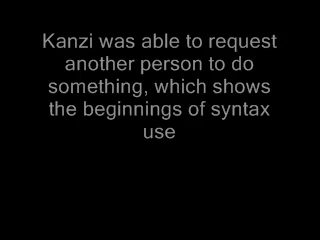 Kanzi was able to request
another person to do
something, which shows
the beginnings of syntax
use